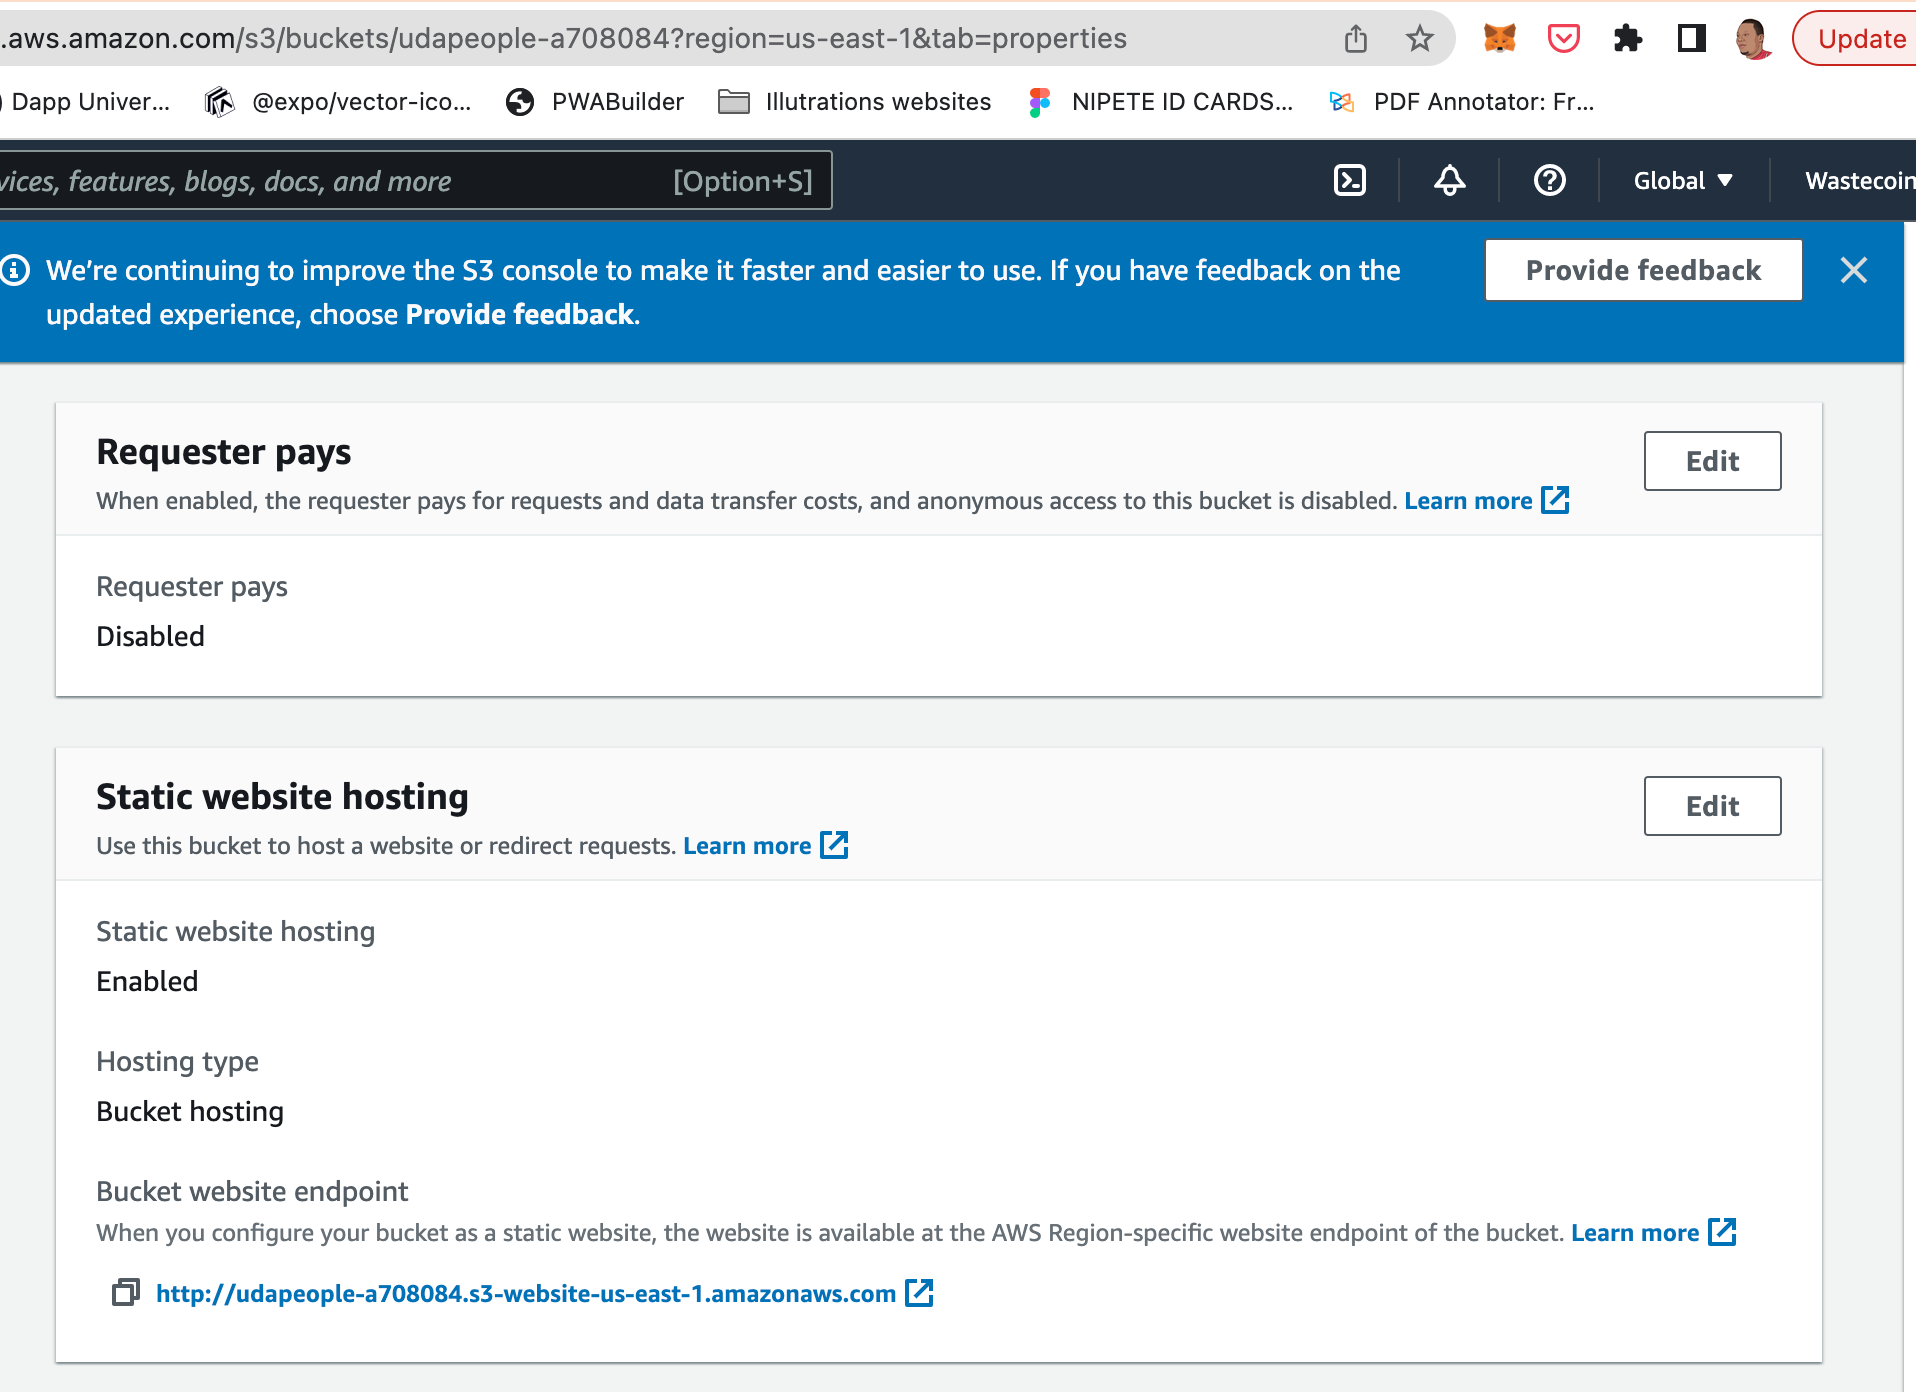 .aws.amazon.com/s3/buckets/udapeople-a708084?region=us-east-1&tab=properties
Update
Dapp Univer...
@expo/vector-ico...
PWABuilder
Illutrations websites
NIPETE ID CARDS...
PDF Annotator: Fr...
vices, features, blogs, docs, and more
[Option+S]
Global
Wastecoin
We're continuing to improve the S3 console to make it faster and easier to use. If you have feedback on the
updated experience, choose Provide feedback.
Provide feedback
Requester pays
Edit
When enabled, the requester pays for requests and data transfer costs, and anonymous access to this bucket is disabled. Learn more
Requester pays
Disabled
Static website hosting
Edit
Use this bucket to host a website or redirect requests. Learn more
Static website hosting
Enabled
Hosting type
Bucket hosting
Bucket website endpoint
When you configure your bucket as a static website, the website is available at the AWS Region-specific website endpoint of the bucket. Learn more
http://udapeople-a708084.s3-website-us-east-1.amazonaws.com